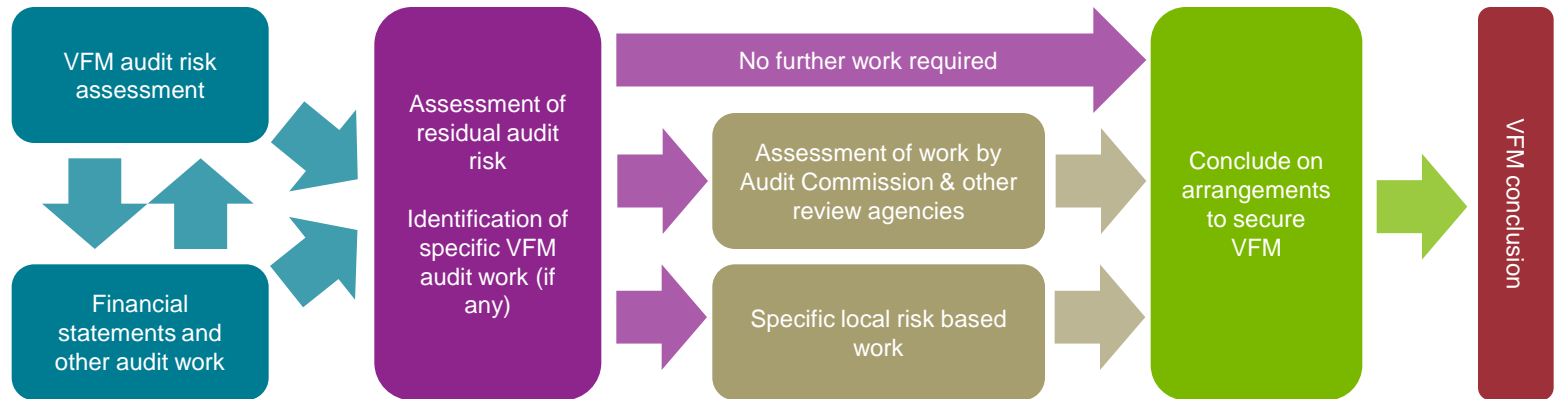 VFM audit risk
assessment
Financial
statements and
other audit work
Assessment of
residual audit
risk
Identification of
specific VFM
audit work (if
any)
No further work required
Assessment of work by
Audit Commission & other
review agencies
Specific local risk based
work
Conclude on
arrangements
to secure
VFM
VFM conclusion